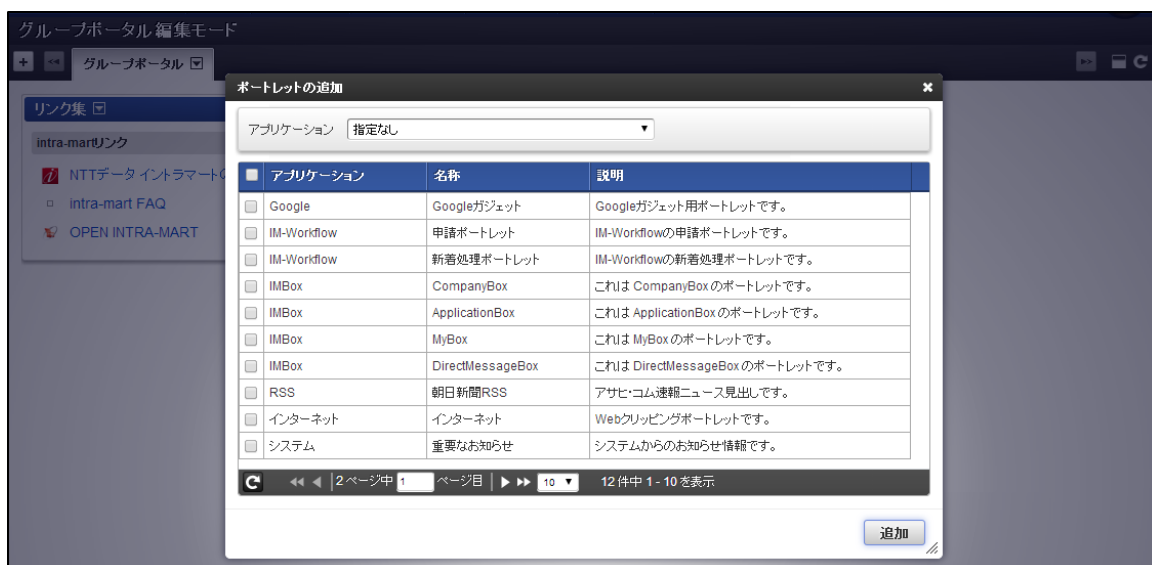 グループポータル 編集モード
グループポータル
ポートレットの追加
リンク集
アプリケーション 指定なし
intra-martリンク
NTTデータ イントラマートの
intra-mart FAQ
OPEN INTRA-MART
アプリケーション 名称 説明
Google Googleガジェット Googleガジェット用ポートレットです。
IM-Workflow 申請ポートレット IM-Workflowの申請ポートレットです。
IM-Workflow 新着処理ポートレット IM-Workflowの新着処理ポートレットです。
IMBox CompanyBox これは CompanyBox のポートレットです。
IMBox ApplicationBox これは ApplicationBox のポートレットです。
IMBox MyBox これは MyBox のポートレットです。
IMBox DirectMessageBox これは DirectMessageBox のポートレットです。
RSS 朝日新聞RSS アサヒ・コム速報ニュース見出しです。
インターネット インターネット Webクリッピングポートレットです。
システム 重要なお知らせ システムからのお知らせ情報です。
2ページ中 1 ページ目 10 12 件中 1 - 10 を表示
追加